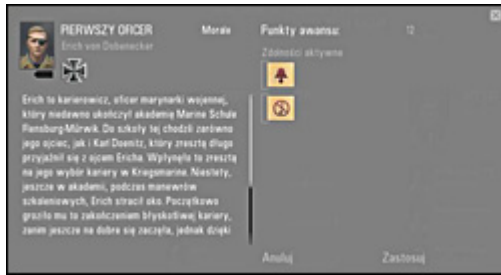 PIERWSZY OFICER Morale
Erich von Dobenecker
Punkty awansu: 12
Zdolności aktywne
Erich to karierowicz, oficer marynarki wojennej,
który niedawno ukończył akademię Marine Schule
Flensburg-Mürwik. Do szkoły tej chodzili zarówno
jego ojciec, jak i Karl Doenitz, który zresztą długo
przyjaźnił się z ojcem Ericha. Wpłynęło to zresztą
na jego wybór kariery w Kriegsmarine. Niestety,
jeszcze w akademii, podczas manewrów
szkoleniowych, Erich stracił oko. Początkowo
groziło mu to zakończeniem błyskotliwej kariery,
zanim jeszcze na dobre się zaczęła, jednak dzięki
Anuluj Zastosuj